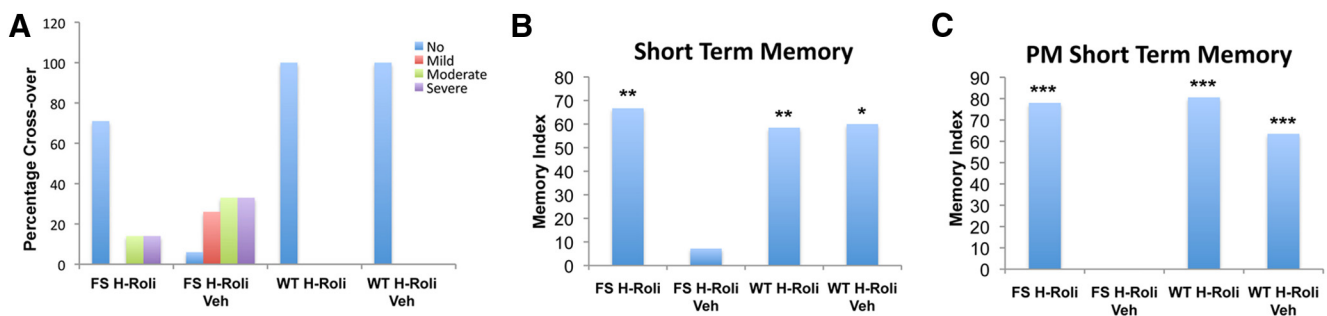 A
120
100
80
60
40
20
0
Percentage Cross-over
No
Mild
Moderate
Severe
FS H-Roli
FS H-Roli
Veh
WT H-Roli
WT H-Roli
Veh
B
Short Term Memory
80
70
60
50
40
30
20
10
0
Memory Index
**
**
*
FS H-Roli
FS H-Roli
Veh
WT H-Roli
WT H-Roli
Veh
C
PM Short Term Memory
90
80
70
60
50
40
30
20
10
0
Memory Index
***
***
***
FS H-Roli
FS H-Roli
Veh
WT H-Roli
WT H-Roli
Veh